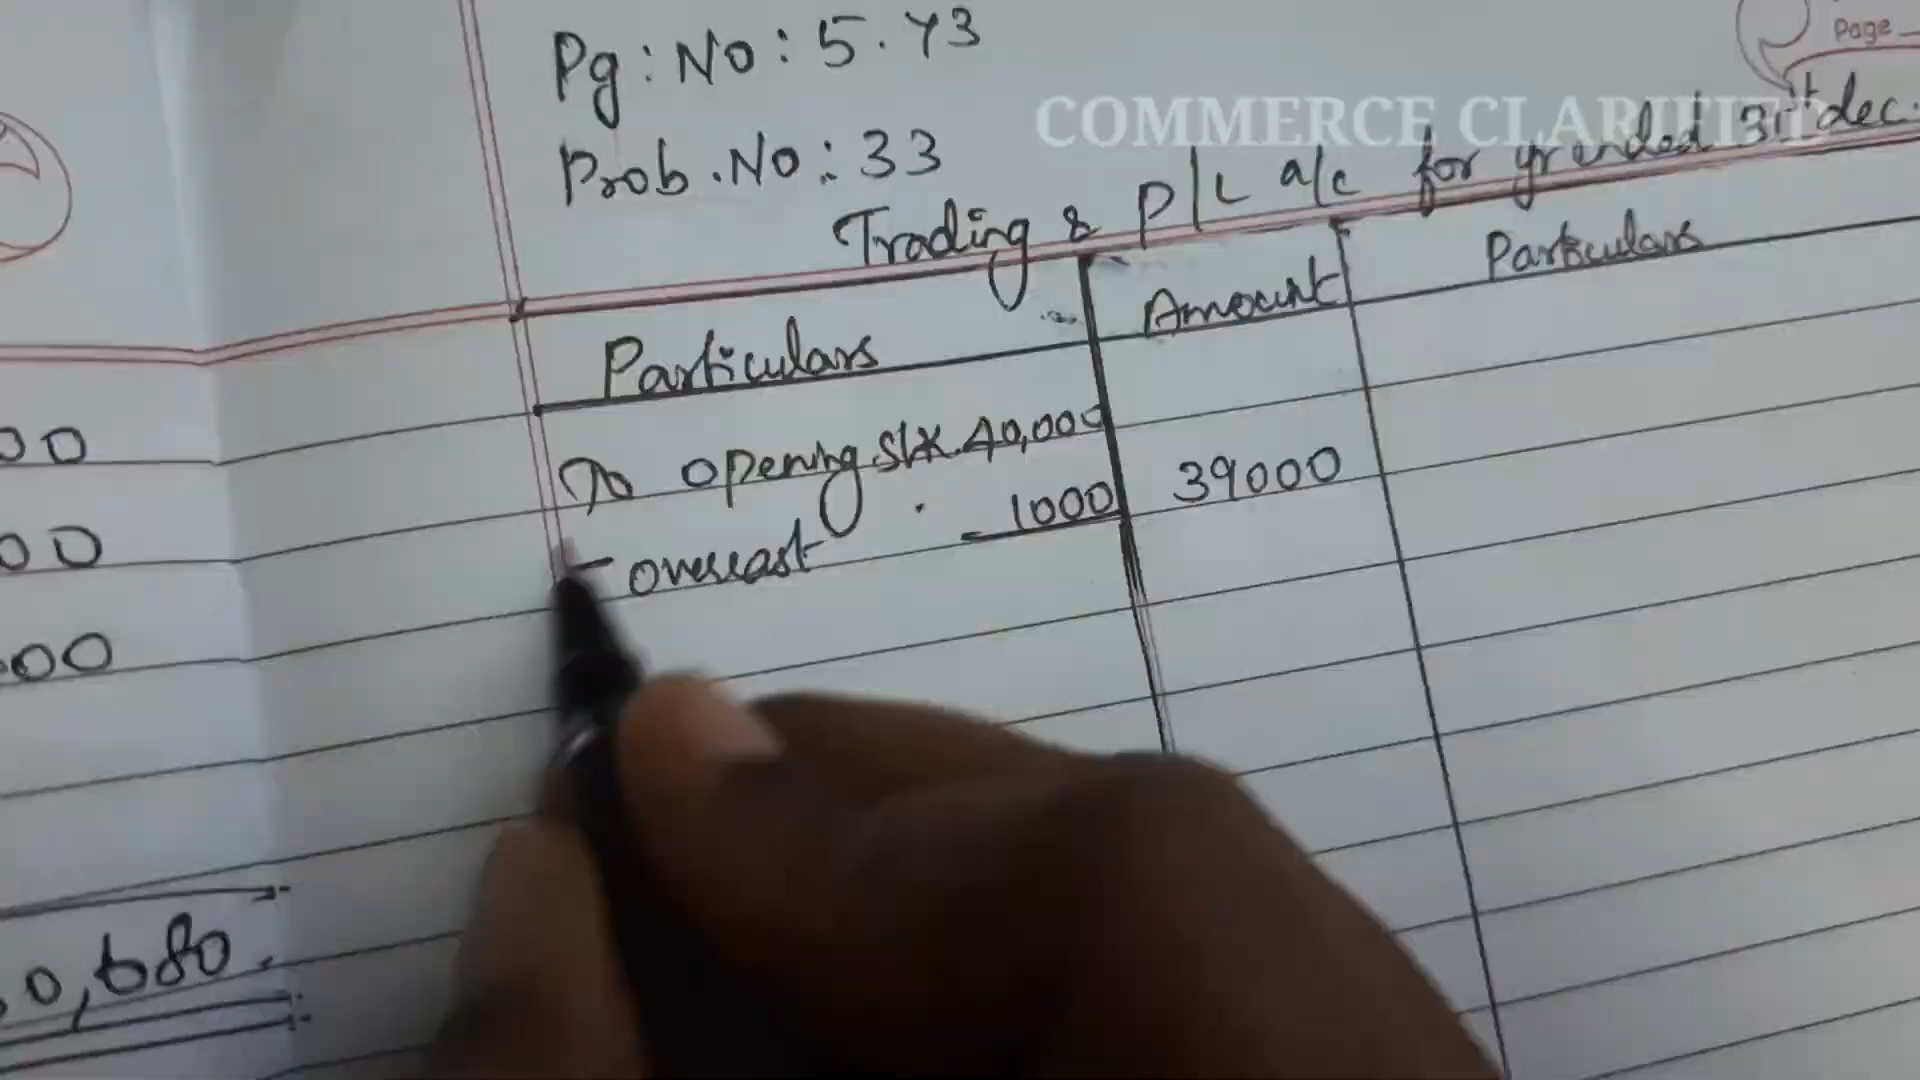 Pg: No: 5.73
Page
COMMERCE CLARIFIED
Prob. No: 33
Trading & P/L a/c for yr ended 31st dec.
Particulars Amount Particulars
To opening stk. 40,000
- overcast 1000 39000
00
00
00
0,680.